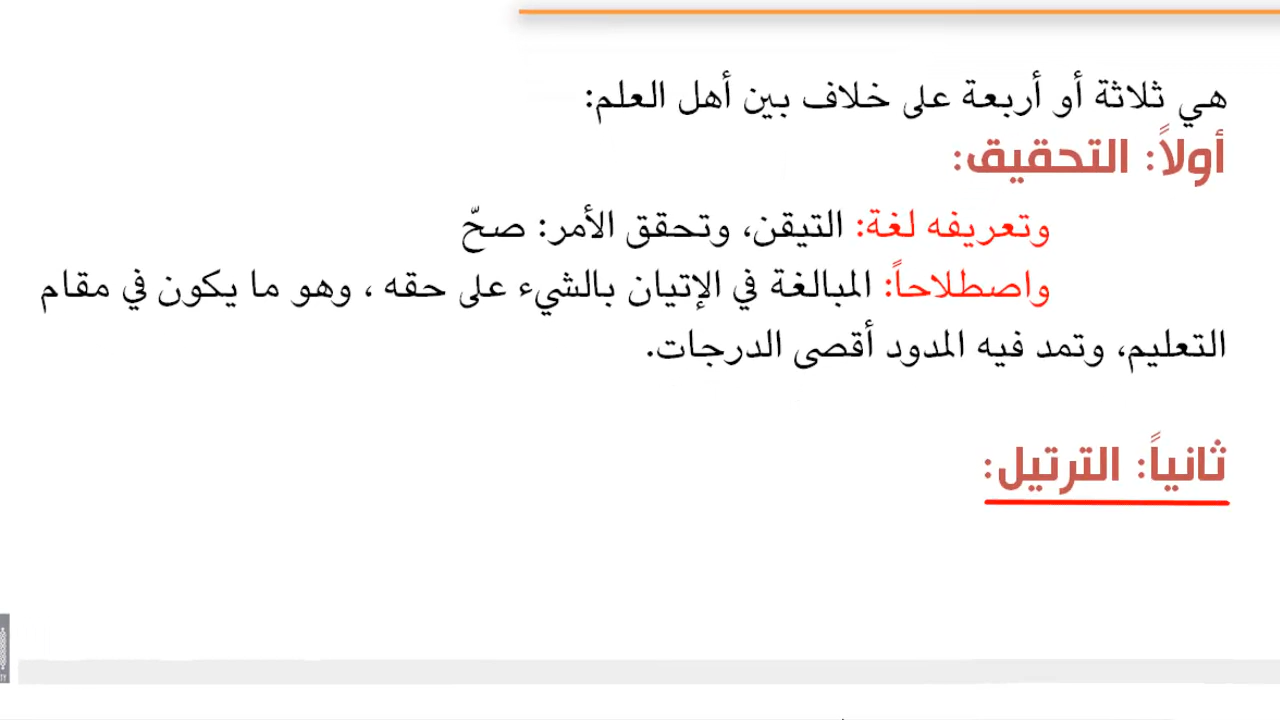 هي ثلاثة أو أربعة على خلاف بين أهل العلم:
أولاً: التحقيق:
وتعريفه لغة: التيقن، وتحقق الأمر: صحّ
واصطلاحاً: المبالغة في الإتيان بالشيء على حقه ، وهو ما يكون في مقام
التعليم، وتمد فيه المدود أقصى الدرجات.
ثانياً: الترتيل: